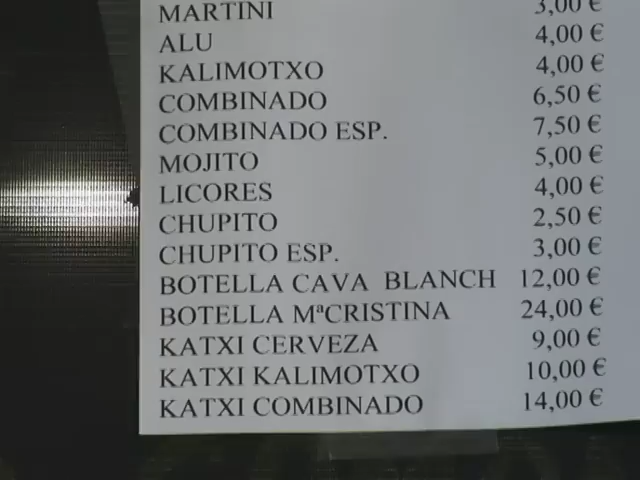 MARTINI 3,00 €
ALU 4,00 €
KALIMOTXO 4,00 €
COMBINADO 6,50 €
COMBINADO ESP. 7,50 €
MOJITO 5,00 €
LICORES 4,00 €
CHUPITO 2,50 €
CHUPITO ESP. 3,00 €
BOTELLA CAVA BLANCH 12,00 €
BOTELLA MªCRISTINA 24,00 €
KATXI CERVEZA 9,00 €
KATXI KALIMOTXO 10,00 €
KATXI COMBINADO 14,00 €